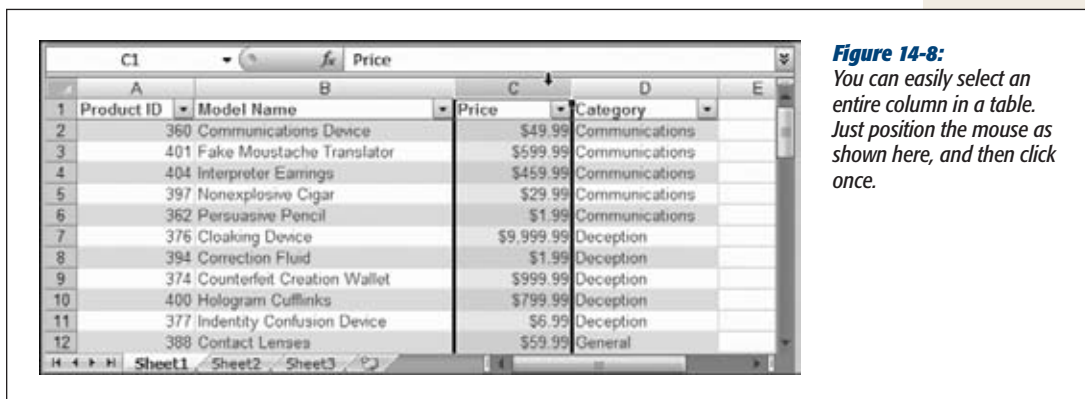 C1 fx Price
A B C D E
1 Product ID Model Name Price Category
2 360 Communications Device $49.99 Communications
3 401 Fake Moustache Translator $599.99 Communications
4 404 Interpreter Earrings $459.99 Communications
5 397 Nonexplosive Cigar $29.99 Communications
6 362 Persuasive Pencil $1.99 Communications
7 376 Cloaking Device $9,999.99 Deception
8 394 Correction Fluid $1.99 Deception
9 374 Counterfeit Creation Wallet $999.99 Deception
10 400 Hologram Cufflinks $799.99 Deception
11 377 Indentity Confusion Device $6.99 Deception
12 388 Contact Lenses $59.99 General
Sheet1 Sheet2 Sheet3
Figure 14-8:
You can easily select an
entire column in a table.
Just position the mouse as
shown here, and then click
once.